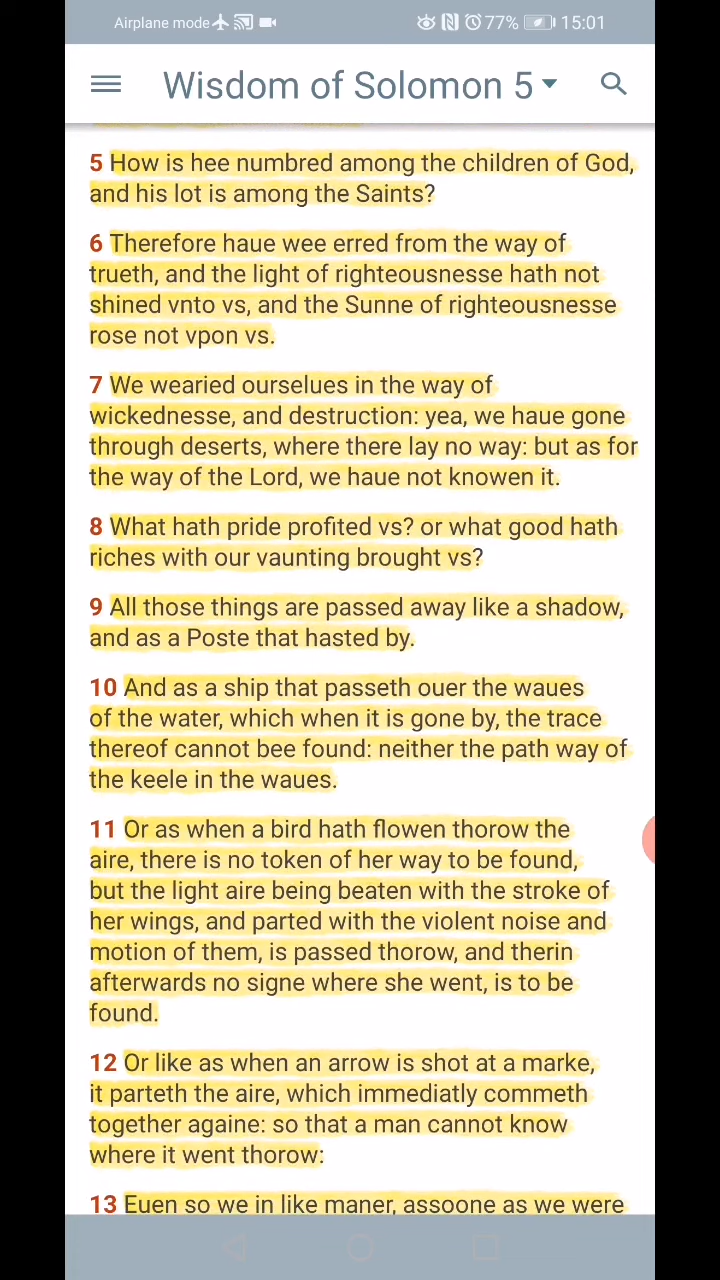 Airplane mode 77% 15:01
Wisdom of Solomon 5
5 How is hee numbred among the children of God,
and his lot is among the Saints?
6 Therefore haue wee erred from the way of
trueth, and the light of righteousnesse hath not
shined vnto vs, and the Sunne of righteousnesse
rose not vpon vs.
7 We wearied ourselues in the way of
wickednesse, and destruction: yea, we haue gone
through deserts, where there lay no way: but as for
the way of the Lord, we haue not knowen it.
8 What hath pride profited vs? or what good hath
riches with our vaunting brought vs?
9 All those things are passed away like a shadow,
and as a Poste that hasted by.
10 And as a ship that passeth ouer the waues
of the water, which when it is gone by, the trace
thereof cannot bee found: neither the path way of
the keele in the waues.
11 Or as when a bird hath flowen thorow the
aire, there is no token of her way to be found,
but the light aire being beaten with the stroke of
her wings, and parted with the violent noise and
motion of them, is passed thorow, and therin
afterwards no signe where she went, is to be
found.
12 Or like as when an arrow is shot at a marke,
it parteth the aire, which immediatly commeth
together againe: so that a man cannot know
where it went thorow:
13 Euen so we in like maner, assoone as we were